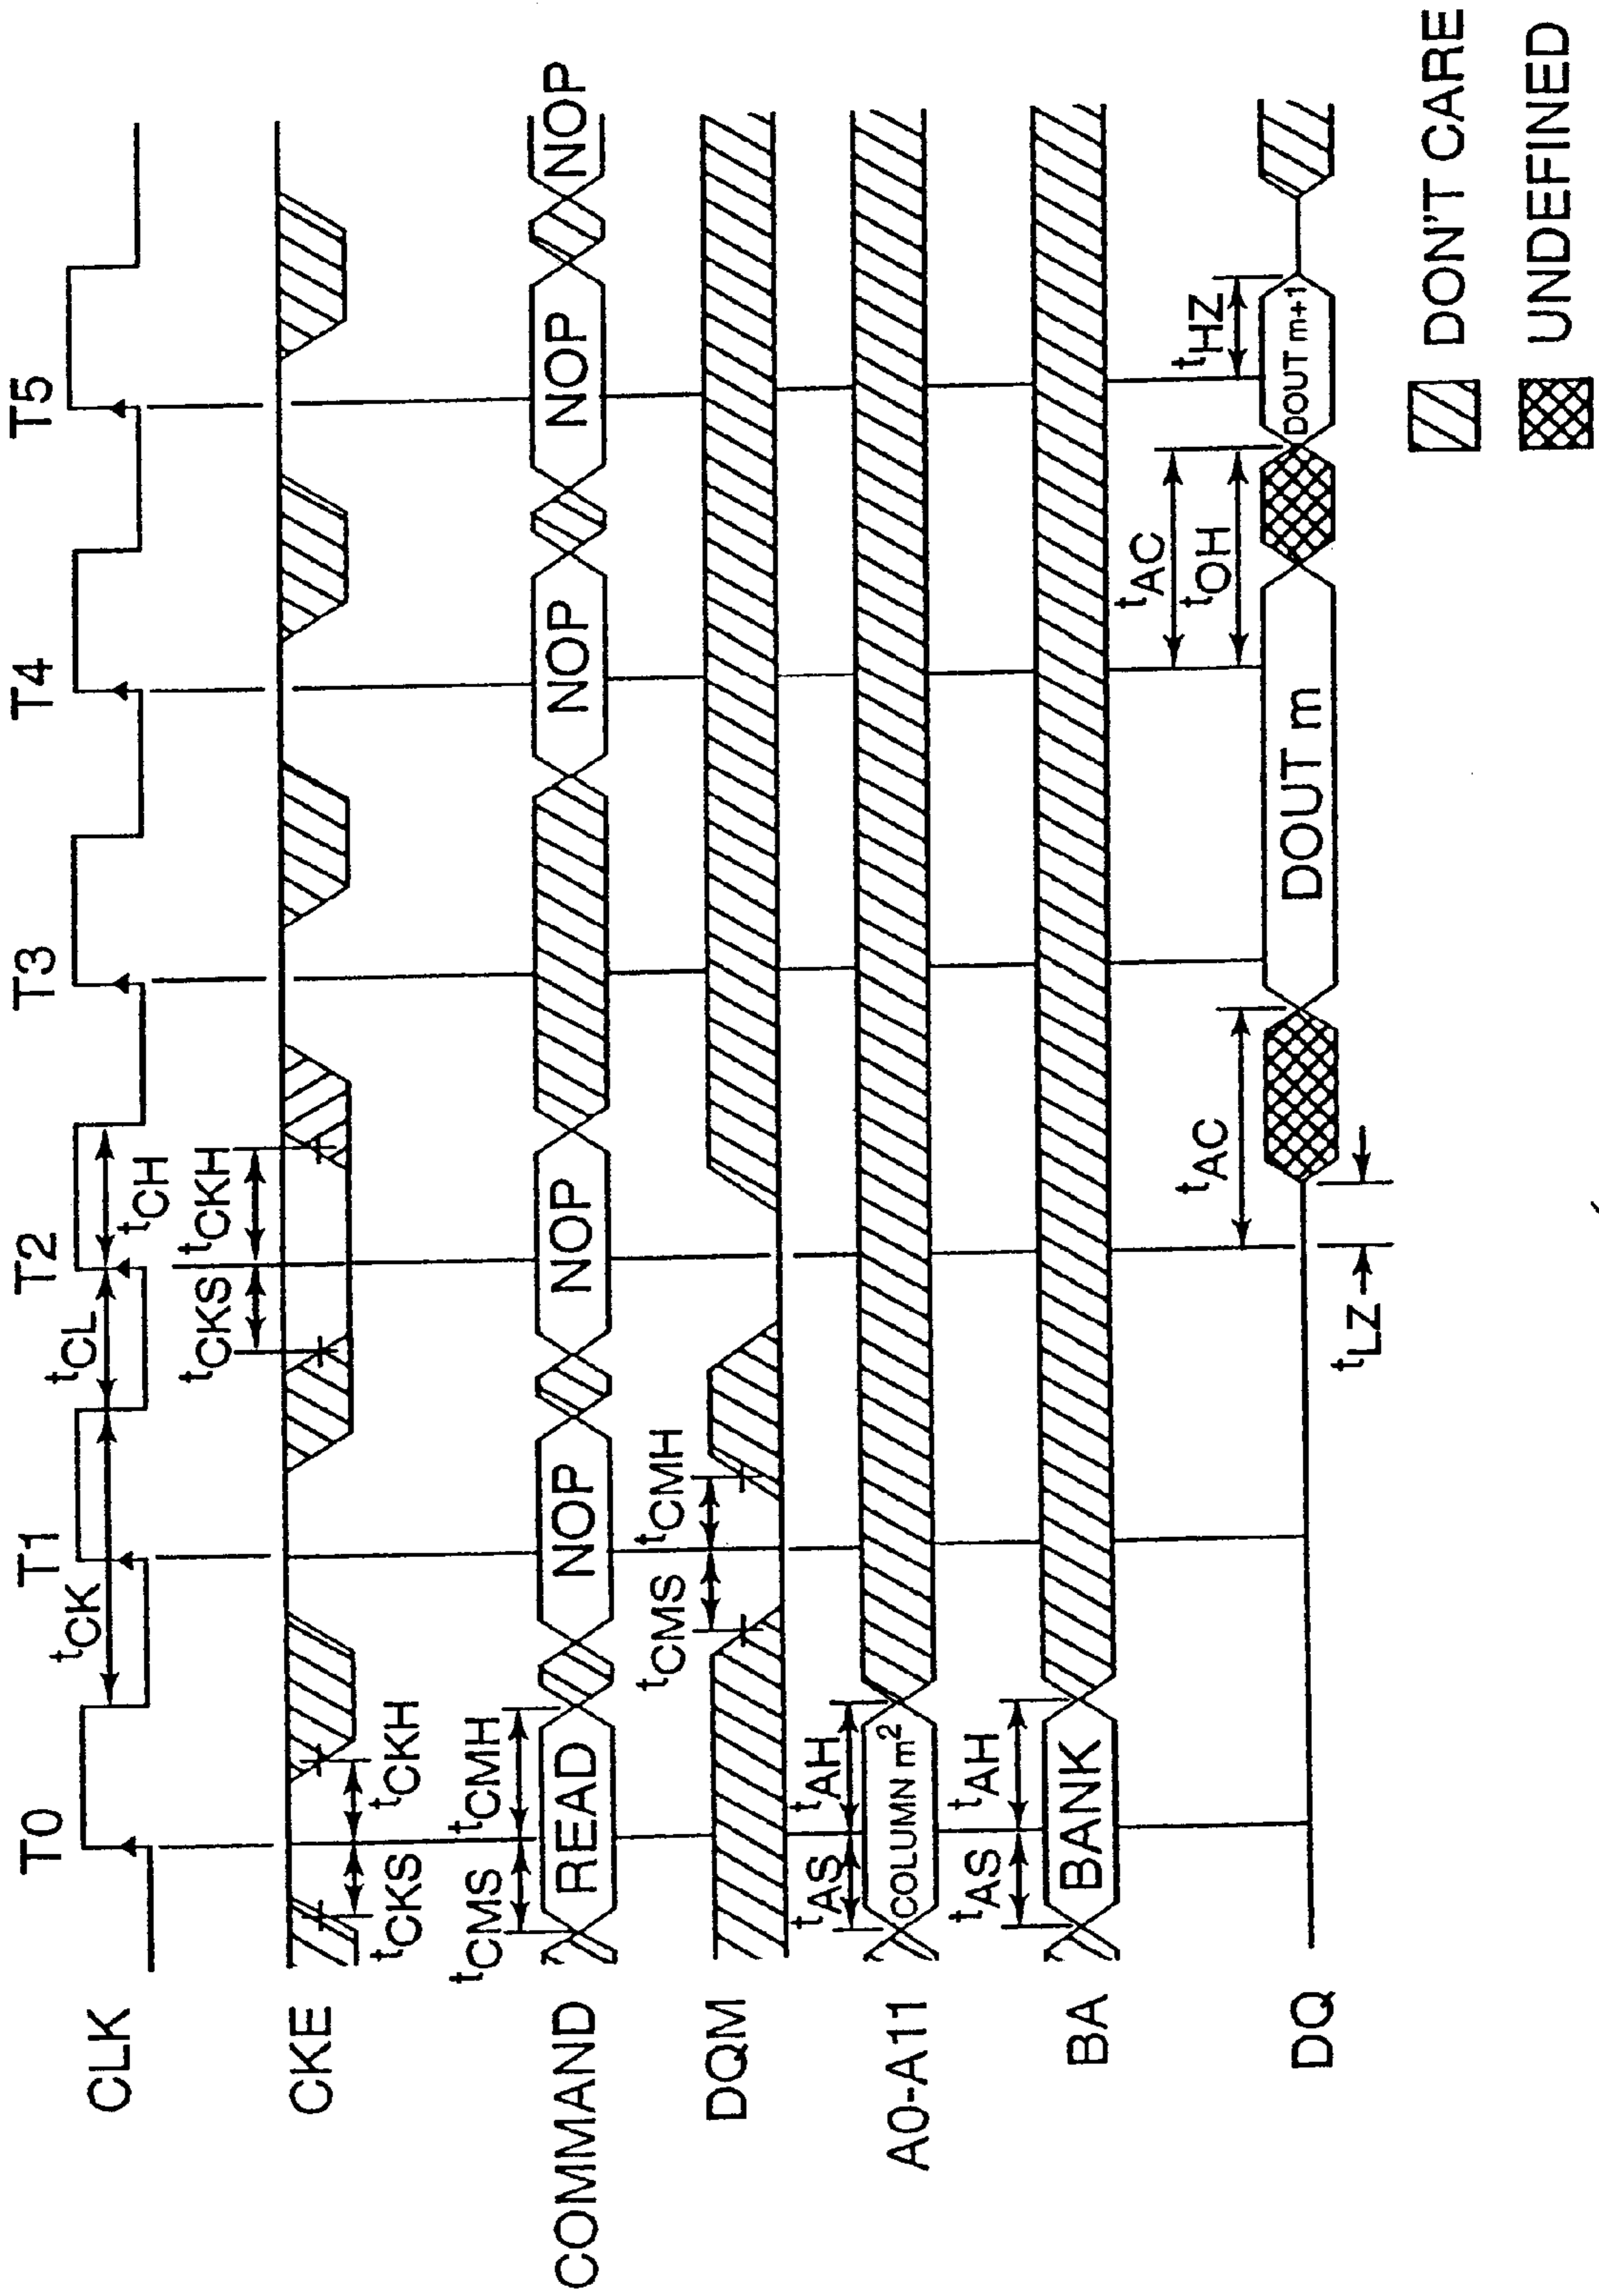 T0 T1 T2 T3 T4 T5
CLK
tCK tCL tCH
CKE
tCKS tCKH tCKS tCKH
tCMS tCMH
COMMAND READ NOP NOP NOP NOP NOP
tCMS tCMH
DQM
tAS tAH
A0-A11 COLUMN m2
tAS tAH
BA BANK
tAC tAC
tOH tHZ
DQ DOUT m DOUT m+1
tLZ
DON'T CARE
UNDEFINED